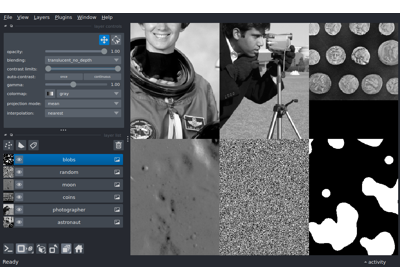 File View Layers Plugins Window Help
opacity: 1.00
blending: translucent_no_depth
contrast limits:
auto-contrast: once continuous
gamma: 1.00
colormap: gray
projection mode: mean
interpolation: nearest
blobs
random
moon
coins
photographer
astronaut
Ready
activity